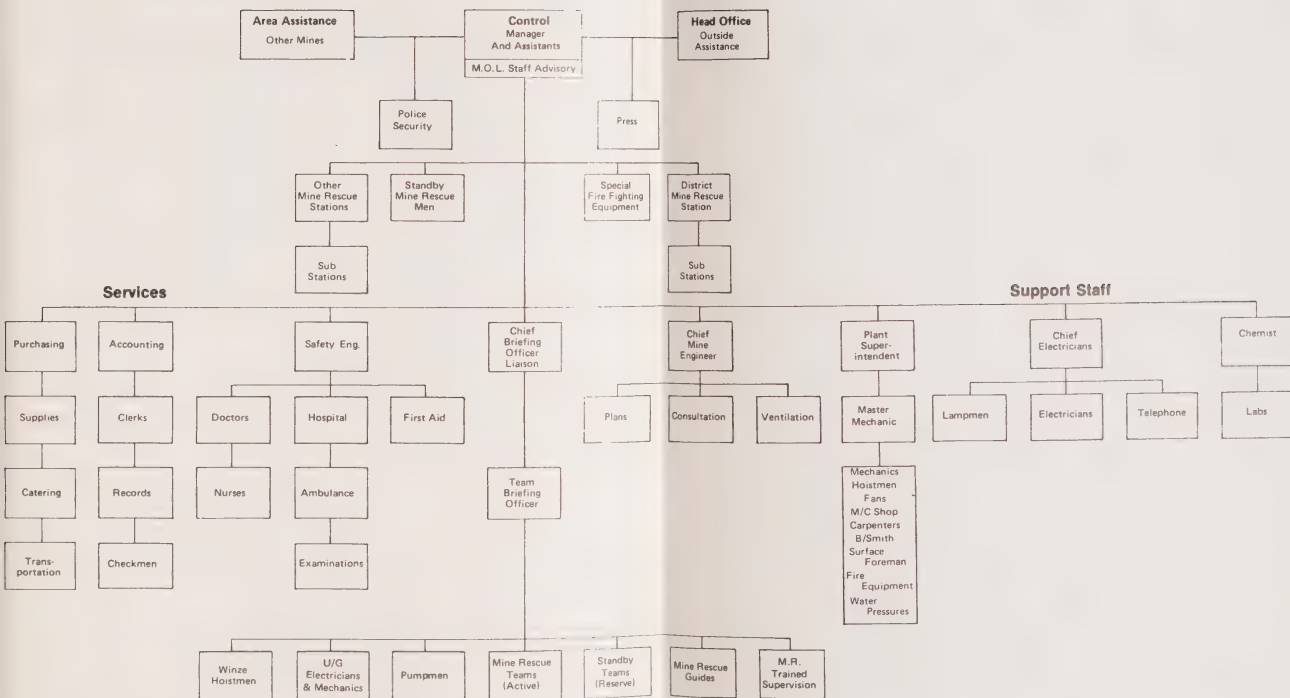 Area Assistance
Other Mines
Control
Manager
And Assistants
M.O.L. Staff Advisory
Head Office
Outside
Assistance
Police
Security
Press
Other
Mine Rescue
Stations
Standby
Mine Rescue
Men
Special
Fire Fighting
Equipment
District
Mine Rescue
Station
Sub
Stations
Sub
Stations
Services
Support Staff
Purchasing
Accounting
Safety Eng.
Chief
Briefing
Officer
Liaison
Chief
Mine
Engineer
Plant
Super-
intendent
Chief
Electricians
Chemist
Supplies
Clerks
Doctors
Hospital
First Aid
Plans
Consultation
Ventilation
Master
Mechanic
Lampmen
Electricians
Telephone
Labs
Catering
Records
Nurses
Ambulance
Team
Briefing
Officer
Mechanics
Hoistmen
Fans
M/C Shop
Carpenters
B/Smith
Surface
Foreman
Fire
Equipment
Water
Pressures
Trans-
portation
Checkmen
Examinations
Winze
Hoistmen
U/G
Electricians
& Mechanics
Pumpmen
Mine Rescue
Teams
(Active)
Standby
Teams
(Reserve)
Mine Rescue
Guides
M.R.
Trained
Supervision